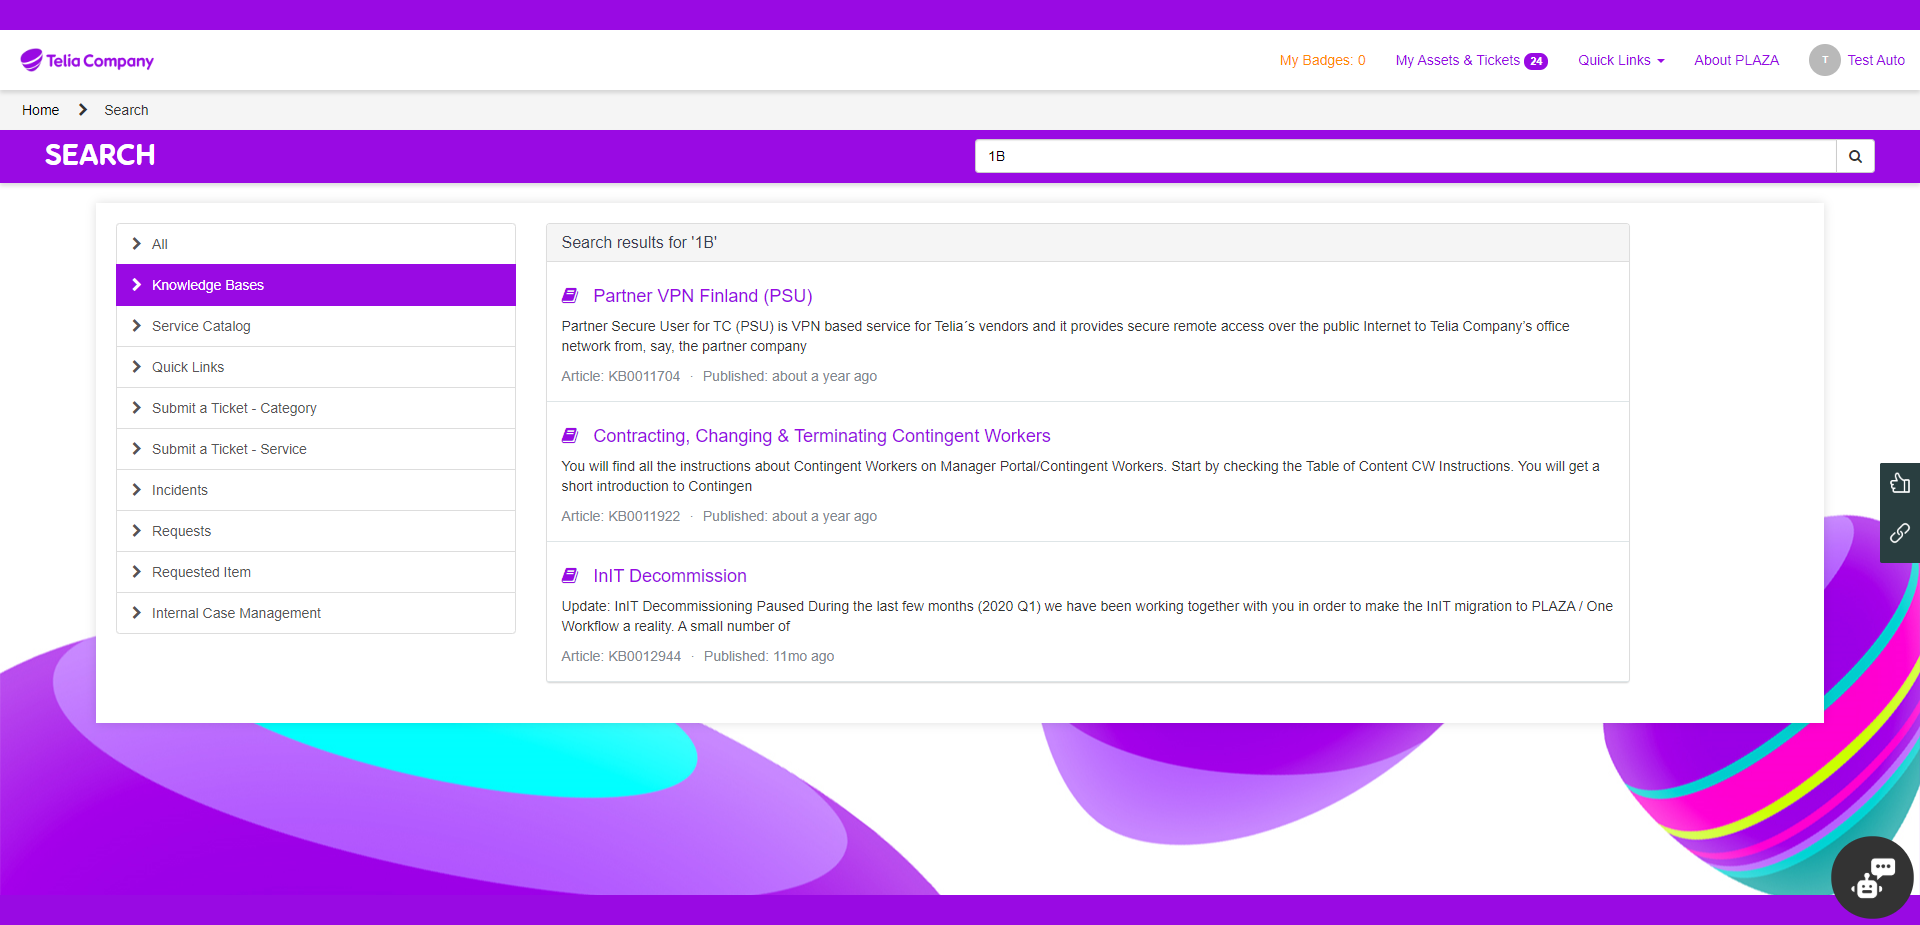 Telia Company
My Badges: 0
My Assets & Tickets 24
Quick Links
About PLAZA
T
Test Auto
Home
Search
SEARCH
1B
All
Knowledge Bases
Service Catalog
Quick Links
Submit a Ticket - Category
Submit a Ticket - Service
Incidents
Requests
Requested Item
Internal Case Management
Search results for '1B'
Partner VPN Finland (PSU)
Partner Secure User for TC (PSU) is VPN based service for Telia´s vendors and it provides secure remote access over the public Internet to Telia Company’s office
network from, say, the partner company
Article: KB0011704 · Published: about a year ago
Contracting, Changing & Terminating Contingent Workers
You will find all the instructions about Contingent Workers on Manager Portal/Contingent Workers. Start by checking the Table of Content CW Instructions. You will get a
short introduction to Contingen
Article: KB0011922 · Published: about a year ago
InIT Decommission
Update: InIT Decommissioning Paused During the last few months (2020 Q1) we have been working together with you in order to make the InIT migration to PLAZA / One
Workflow a reality. A small number of
Article: KB0012944 · Published: 11mo ago